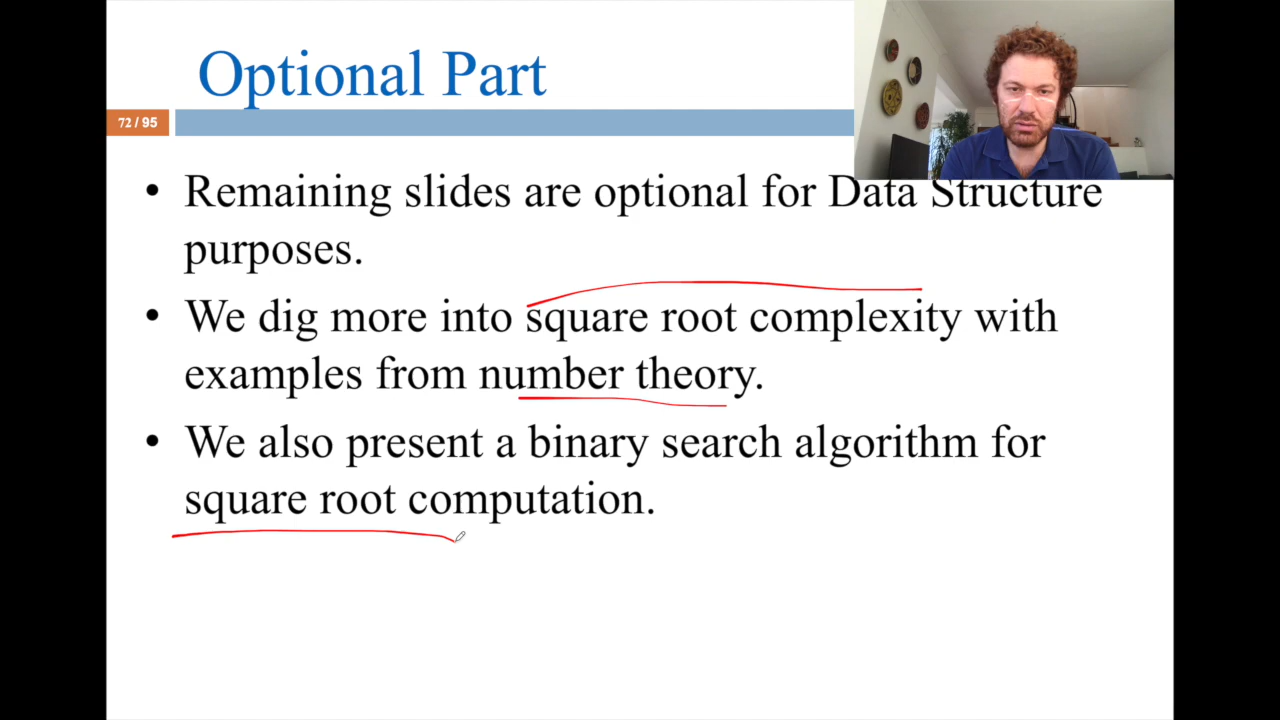 Optional Part
72 / 95
• Remaining slides are optional for Data Structure
purposes.
• We dig more into square root complexity with
examples from number theory.
• We also present a binary search algorithm for
square root computation.